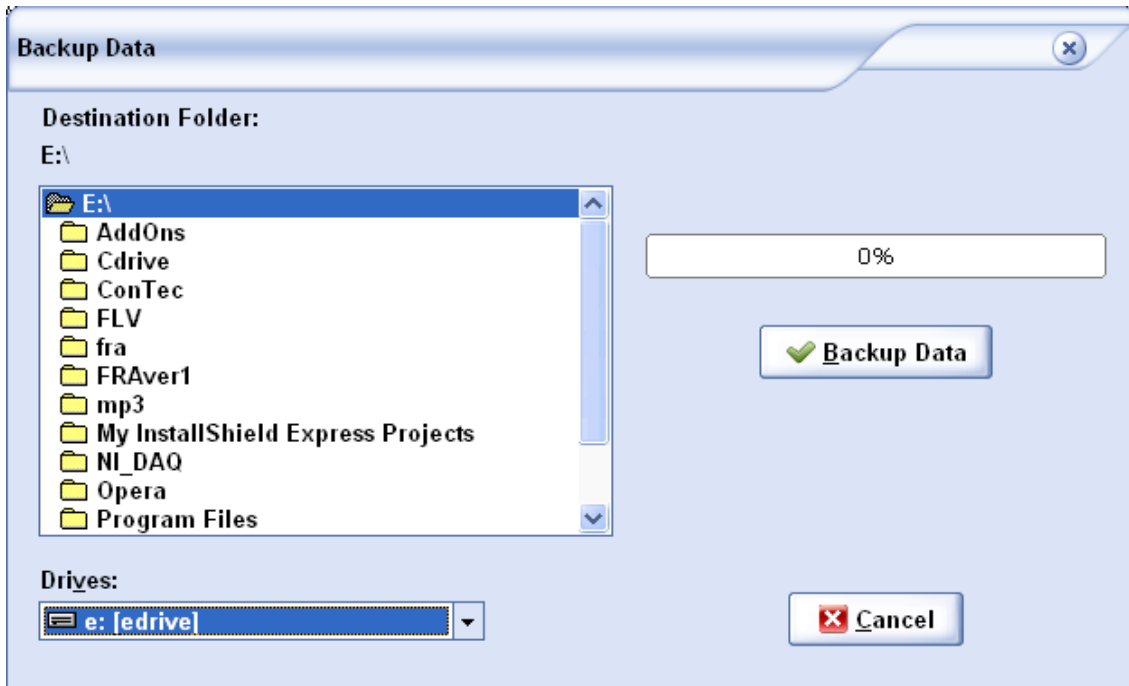 Backup Data
Destination Folder:
E:\
E:\
AddOns
Cdrive
ConTec
FLV
fra
FRAver1
mp3
My InstallShield Express Projects
NI_DAQ
Opera
Program Files
0%
Backup Data
Drives:
e: [edrive]
Cancel